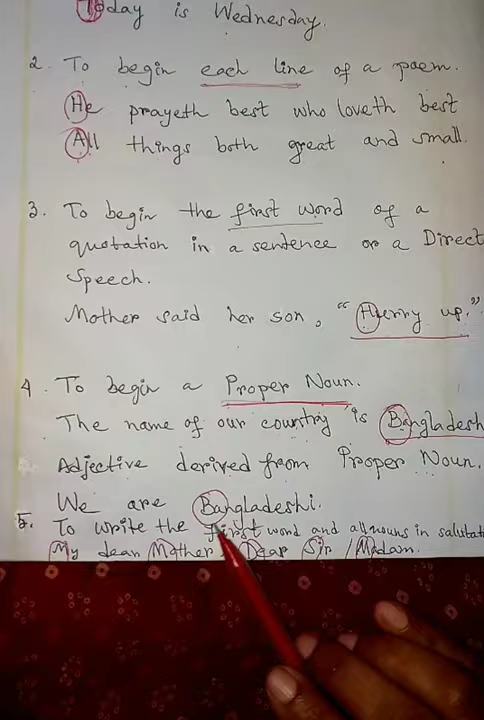 Today is Wednesday.
2. To begin each line of a poem.
He prayeth best who loveth best
All things both great and small.
3. To begin the first word of a
quotation in a sentence or a Direct
Speech.
Mother said her son, "Hurry up."
4. To begin a Proper Noun.
The name of our country is Bangladesh
Adjective derived from Proper Noun.
We are Bangladeshi.
5. To write the first word and all nouns in salutati
My dear Mother / Dear Sir / Madam.